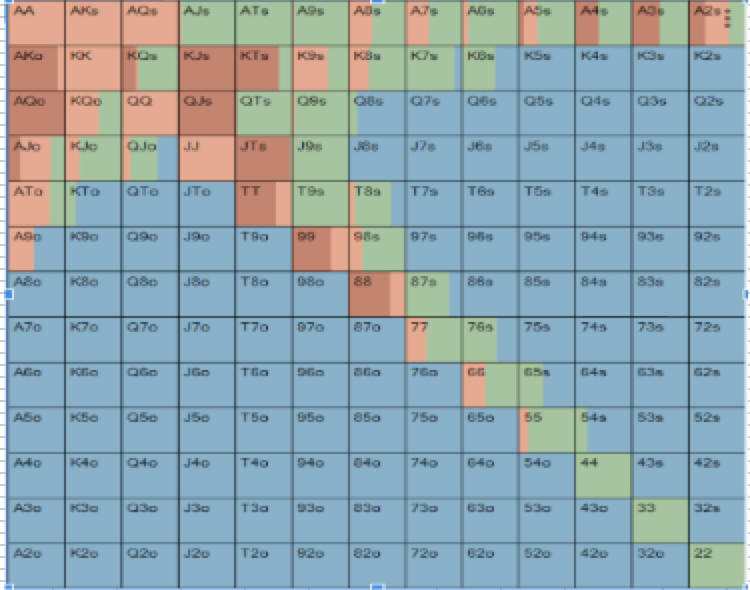 AA AKs AQs AJs ATs A9s A8s A7s A6s A5s A4s A3s A2s
AKo KK KQs KJs KTs K9s K8s K7s K6s K5s K4s K3s K2s
AQo KQo QQ QJs QTs Q9s Q8s Q7s Q6s Q5s Q4s Q3s Q2s
AJo KJo QJo JJ JTs J9s J8s J7s J6s J5s J4s J3s J2s
ATo KTo QTo JTo TT T9s T8s T7s T6s T5s T4s T3s T2s
A9o K9o Q9o J9o T9o 99 98s 97s 96s 95s 94s 93s 92s
A8o K8o Q8o J8o T8o 98o 88 87s 86s 85s 84s 83s 82s
A7o K7o Q7o J7o T7o 97o 87o 77 76s 75s 74s 73s 72s
A6o K6o Q6o J6o T6o 96o 86o 76o 66 65s 64s 63s 62s
A5o K5o Q5o J5o T5o 95o 85o 75o 65o 55 54s 53s 52s
A4o K4o Q4o J4o T4o 94o 84o 74o 64o 54o 44 43s 42s
A3o K3o Q3o J3o T3o 93o 83o 73o 63o 53o 43o 33 32s
A2o K2o Q2o J2o T2o 92o 82o 72o 62o 52o 42o 32o 22